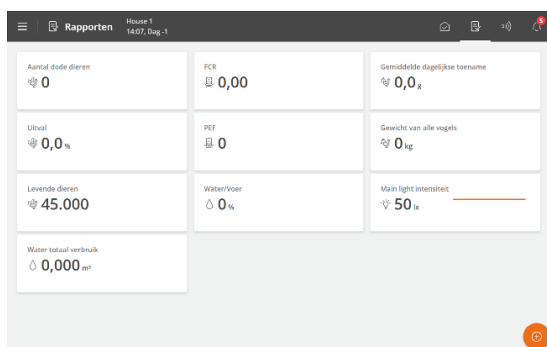 Rapporten
House 1
14:07, Dag -1
5
Aantal dode dieren
0
FCR
0,00
Gemiddelde dagelijkse toename
0,0 g
Uitval
0,0 %
PEF
0
Gewicht van alle vogels
0 kg
Levende dieren
45.000
Water/Voer
0 %
Main light intensiteit
50 lx
Water totaal verbruik
0,000 m³